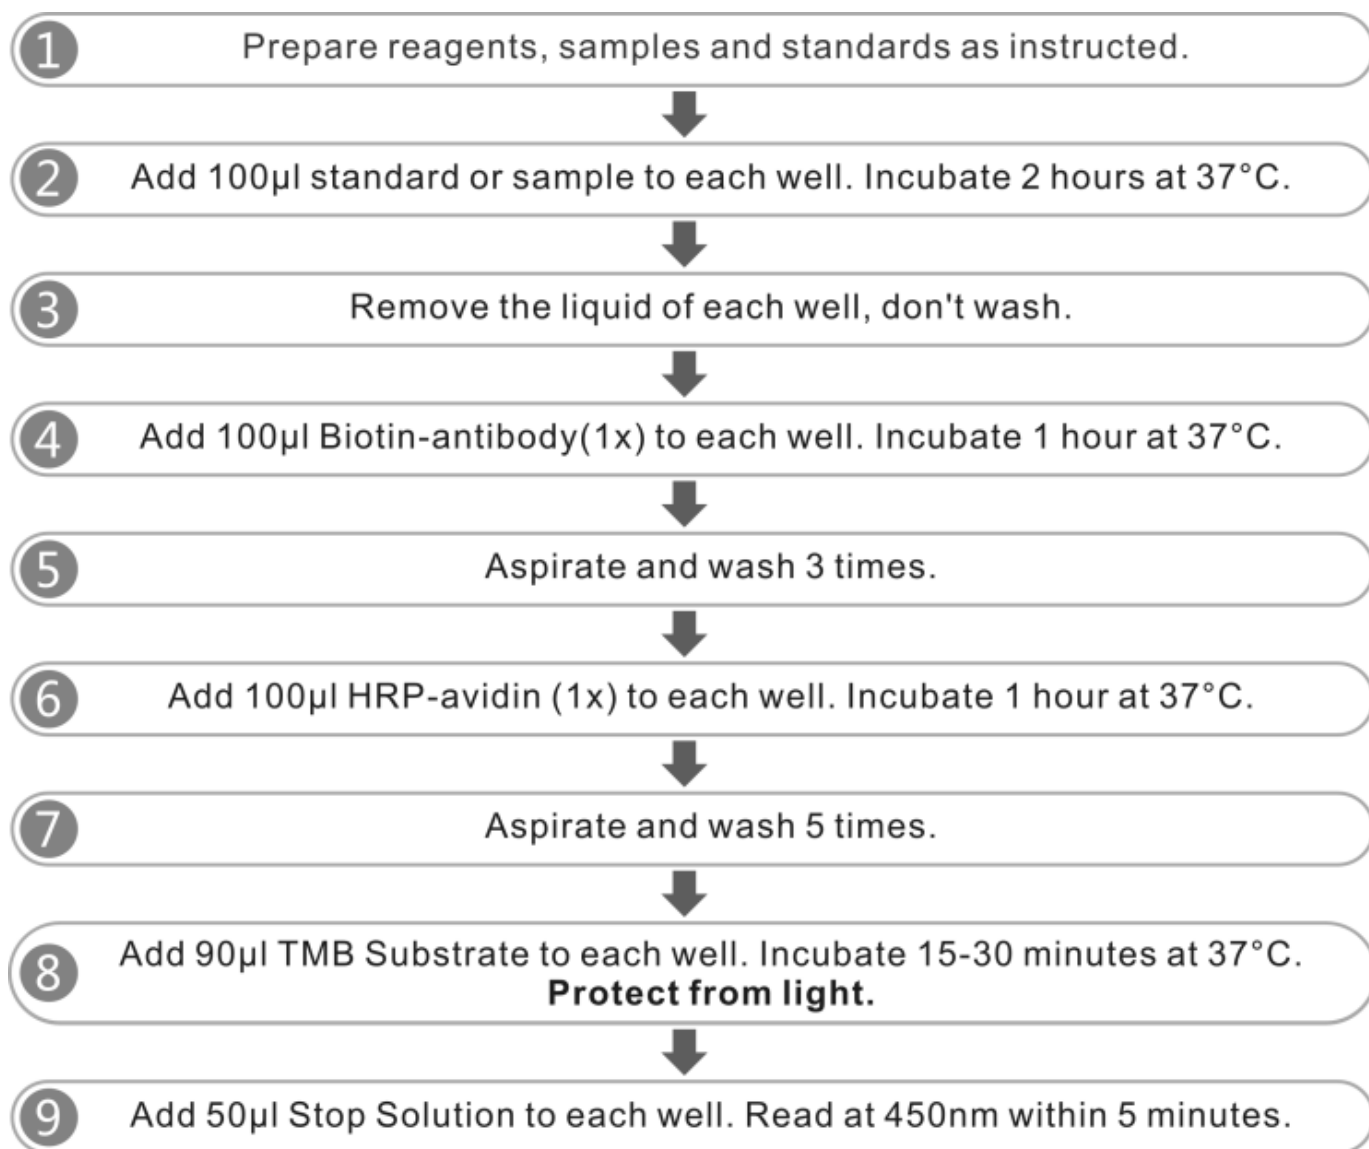 1 Prepare reagents, samples and standards as instructed.
2 Add 100µl standard or sample to each well. Incubate 2 hours at 37°C.
3 Remove the liquid of each well, don't wash.
4 Add 100µl Biotin-antibody(1x) to each well. Incubate 1 hour at 37°C.
5 Aspirate and wash 3 times.
6 Add 100µl HRP-avidin (1x) to each well. Incubate 1 hour at 37°C.
7 Aspirate and wash 5 times.
8 Add 90µl TMB Substrate to each well. Incubate 15-30 minutes at 37°C.
Protect from light.
9 Add 50µl Stop Solution to each well. Read at 450nm within 5 minutes.